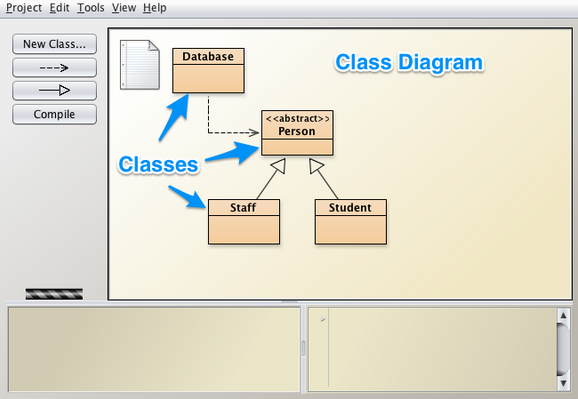 Project Edit Tools View Help
New Class...
Compile
Class Diagram
Database
<<abstract>>
Person
Classes
Staff
Student